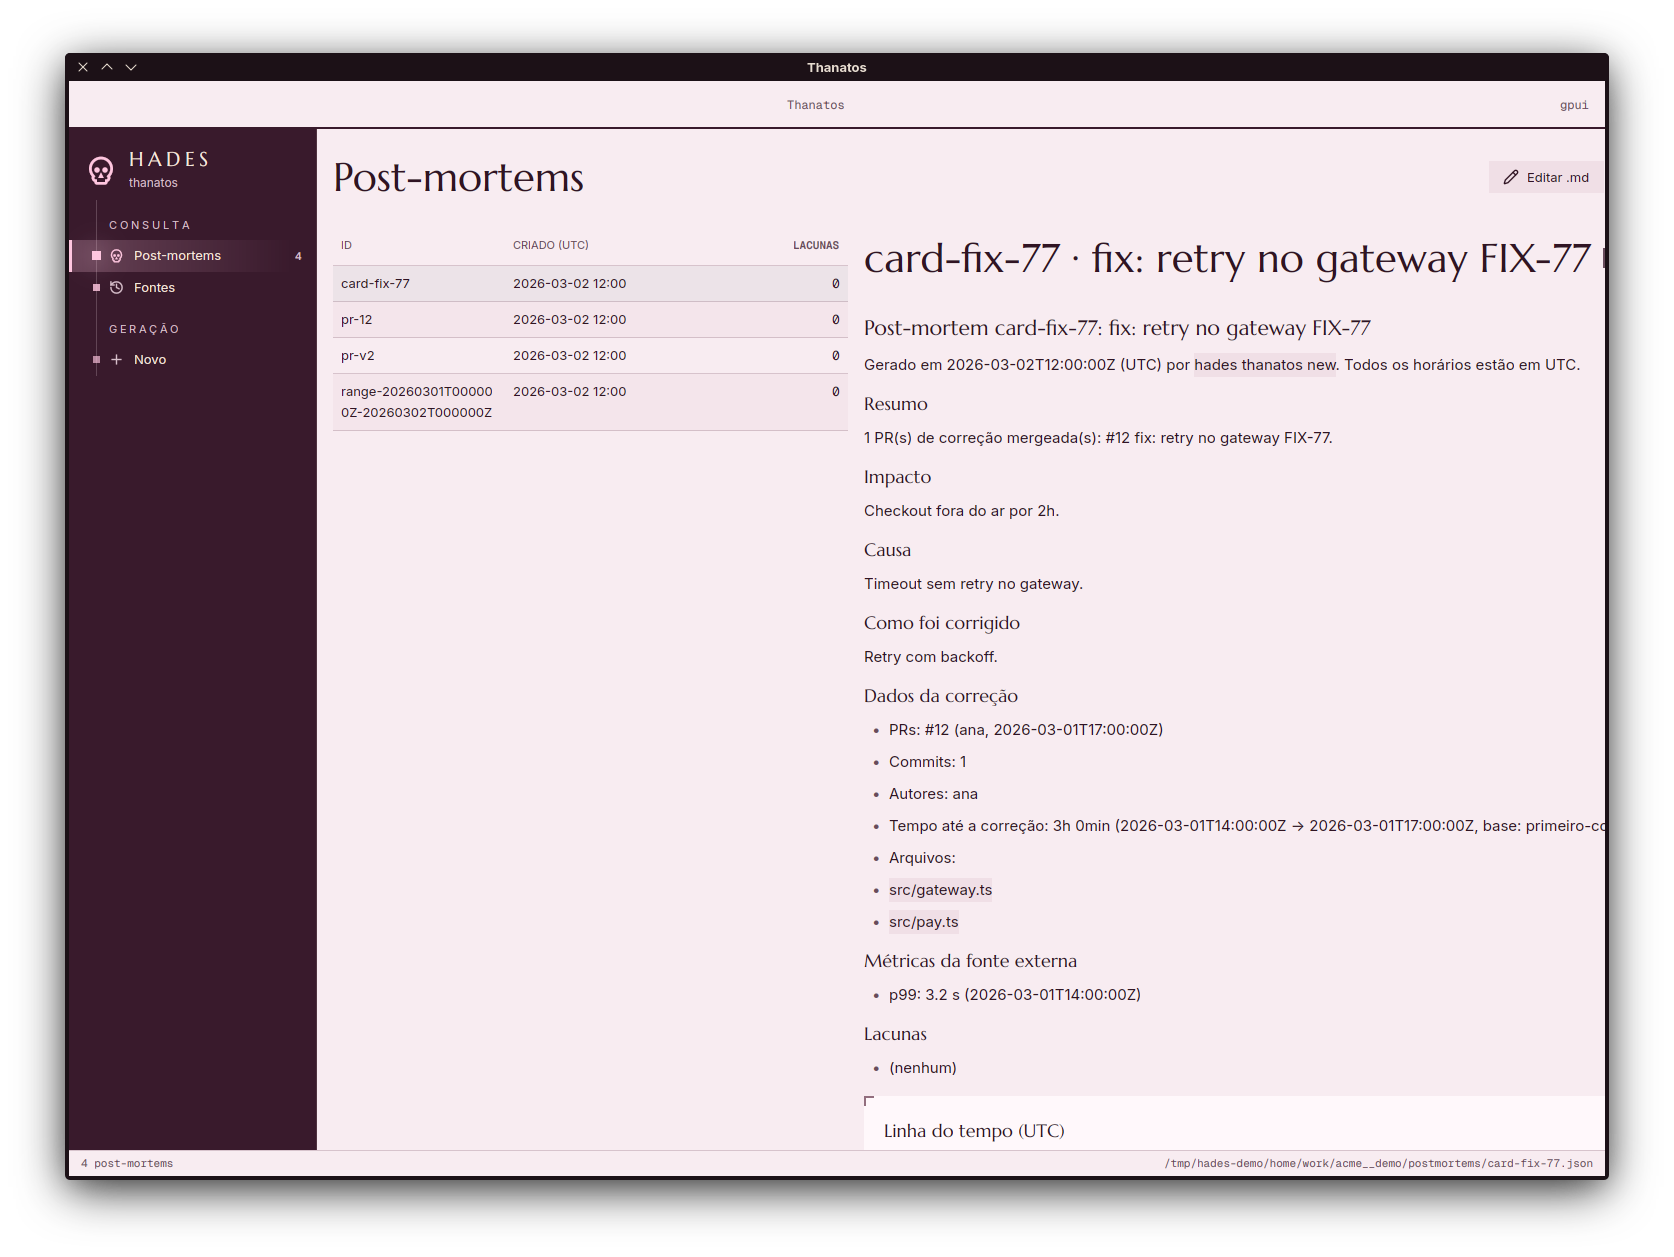 Thanatos
Thanatos
gpui
HADES
thanatos
CONSULTA
Post-mortems 4
Fontes
GERAÇÃO
Novo
Post-mortems
Editar .md
ID CRIADO (UTC) LACUNAS
card-fix-77 2026-03-02 12:00 0
pr-12 2026-03-02 12:00 0
pr-v2 2026-03-02 12:00 0
range-20260301T00000 2026-03-02 12:00 0
0Z-20260302T000000Z
card-fix-77 · fix: retry no gateway FIX-77
Post-mortem card-fix-77: fix: retry no gateway FIX-77
Gerado em 2026-03-02T12:00:00Z (UTC) por hades thanatos new. Todos os horários estão em UTC.
Resumo
1 PR(s) de correção mergeada(s): #12 fix: retry no gateway FIX-77.
Impacto
Checkout fora do ar por 2h.
Causa
Timeout sem retry no gateway.
Como foi corrigido
Retry com backoff.
Dados da correção
• PRs: #12 (ana, 2026-03-01T17:00:00Z)
• Commits: 1
• Autores: ana
• Tempo até a correção: 3h 0min (2026-03-01T14:00:00Z → 2026-03-01T17:00:00Z, base: primeiro-co
• Arquivos:
• src/gateway.ts
• src/pay.ts
Métricas da fonte externa
• p99: 3.2 s (2026-03-01T14:00:00Z)
Lacunas
• (nenhum)
Linha do tempo (UTC)
4 post-mortems
/tmp/hades-demo/home/work/acme__demo/postmortems/card-fix-77.json